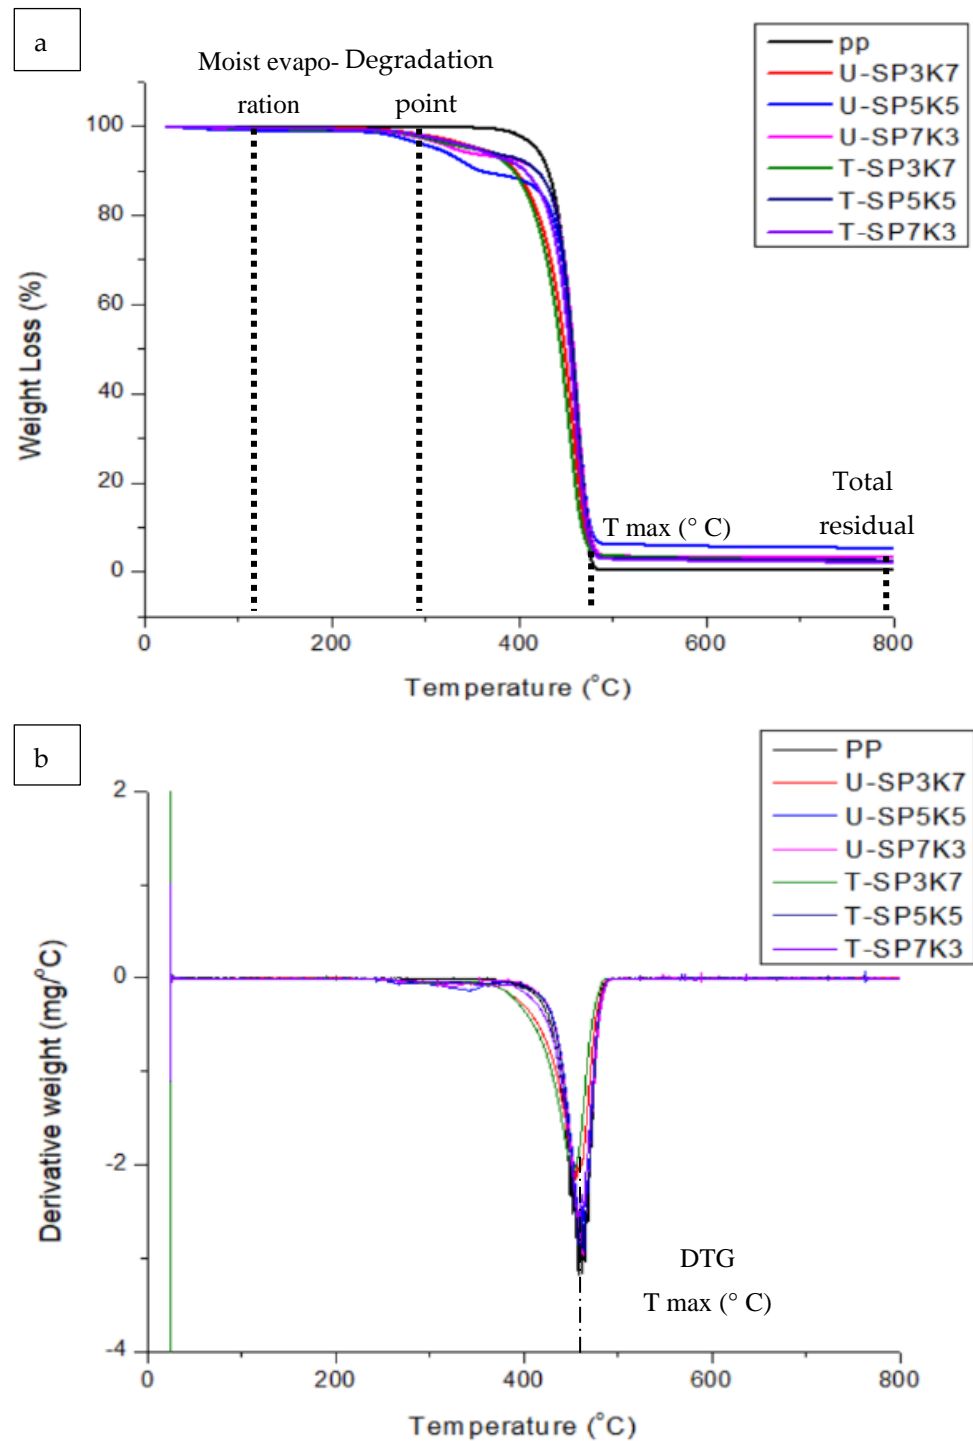 a
Moist evapo- Degradation
ration point
pp
U-SP3K7
U-SP5K5
U-SP7K3
T-SP3K7
T-SP5K5
T-SP7K3
100
80
60
40
20
0
Weight Loss (%)
T max (° C)
Total
residual
0 200 400 600 800
Temperature (°C)
b
PP
U-SP3K7
U-SP5K5
U-SP7K3
T-SP3K7
T-SP5K5
T-SP7K3
2
0
-2
-4
Derivative weight (mg/°C)
DTG
T max (° C)
0 200 400 600 800
Temperature (°C)